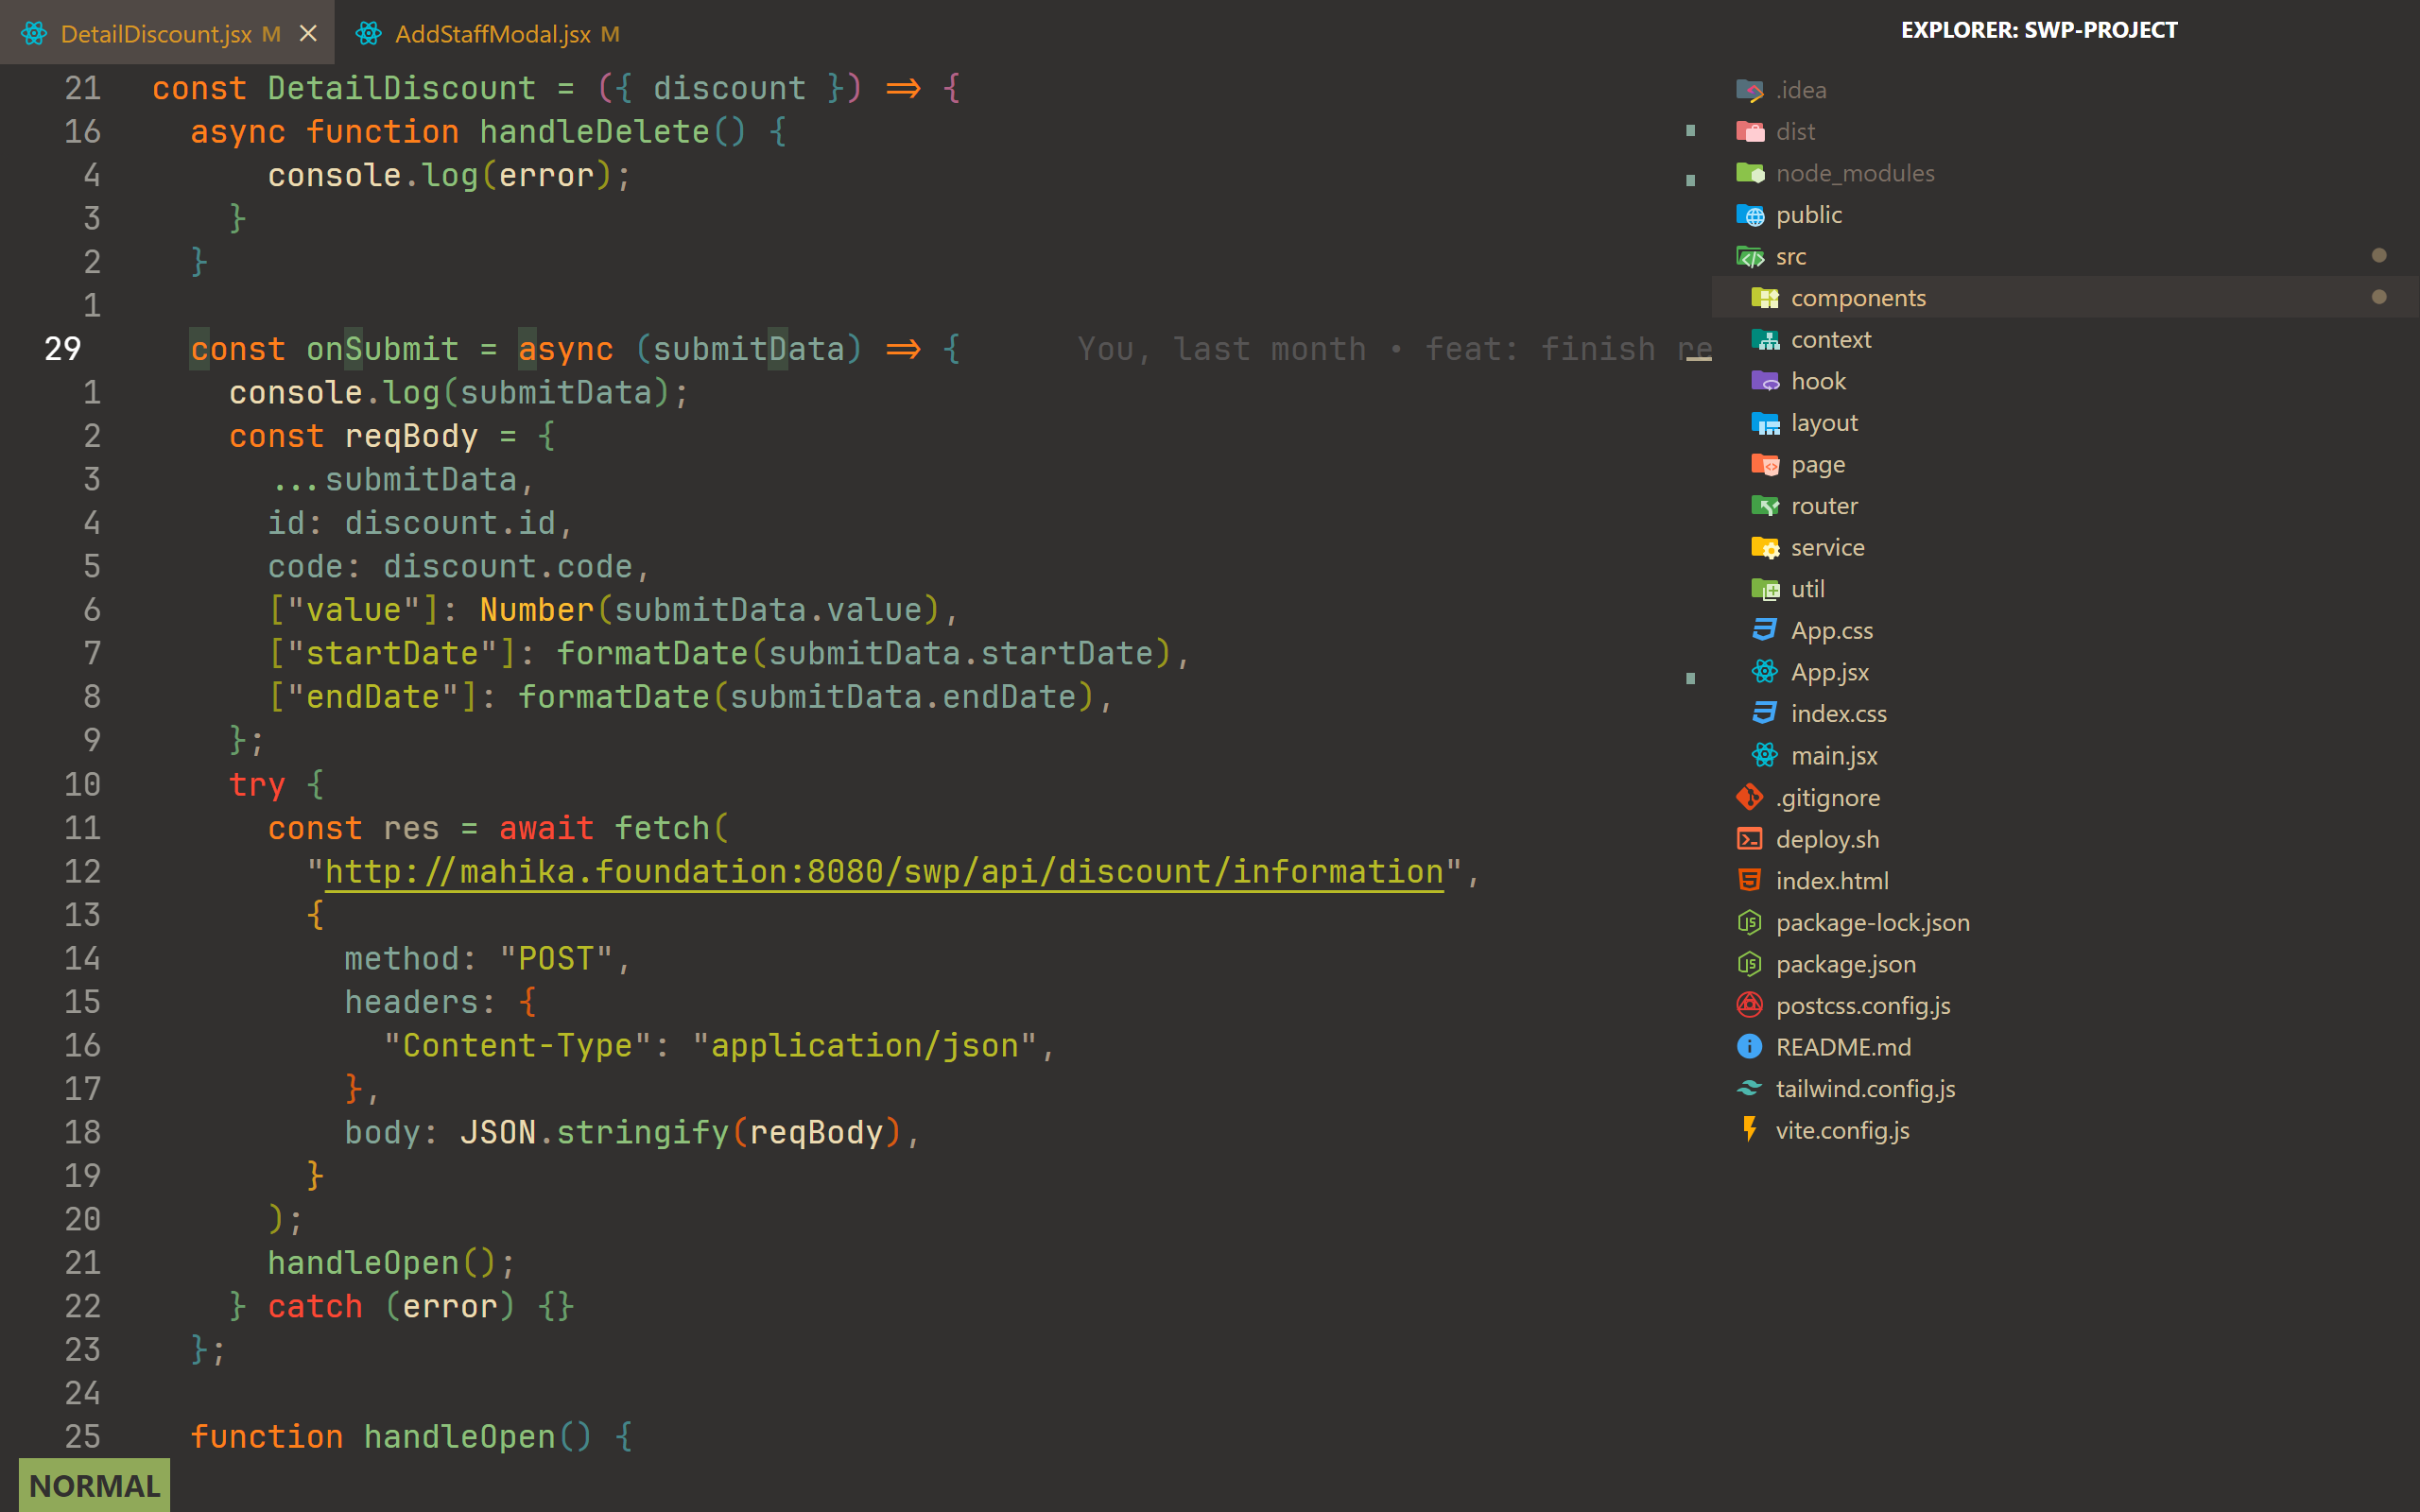 DetailDiscount.jsx M
AddStaffModal.jsx M
21 const DetailDiscount = ({ discount }) => {
16 async function handleDelete() {
4 console.log(error);
3 }
2 }
1
29 const onSubmit = async (submitData) => { You, last month • feat: finish re
1 console.log(submitData);
2 const reqBody = {
3 ...submitData,
4 id: discount.id,
5 code: discount.code,
6 ["value"]: Number(submitData.value),
7 ["startDate"]: formatDate(submitData.startDate),
8 ["endDate"]: formatDate(submitData.endDate),
9 };
10 try {
11 const res = await fetch(
12 "http://mahika.foundation:8080/swp/api/discount/information",
13 {
14 method: "POST",
15 headers: {
16 "Content-Type": "application/json",
17 },
18 body: JSON.stringify(reqBody),
19 }
20 );
21 handleOpen();
22 } catch (error) {}
23 };
24
25 function handleOpen() {
NORMAL
EXPLORER: SWP-PROJECT
.idea
dist
node_modules
public
src
components
context
hook
layout
page
router
service
util
App.css
App.jsx
index.css
main.jsx
.gitignore
deploy.sh
index.html
package-lock.json
package.json
postcss.config.js
README.md
tailwind.config.js
vite.config.js